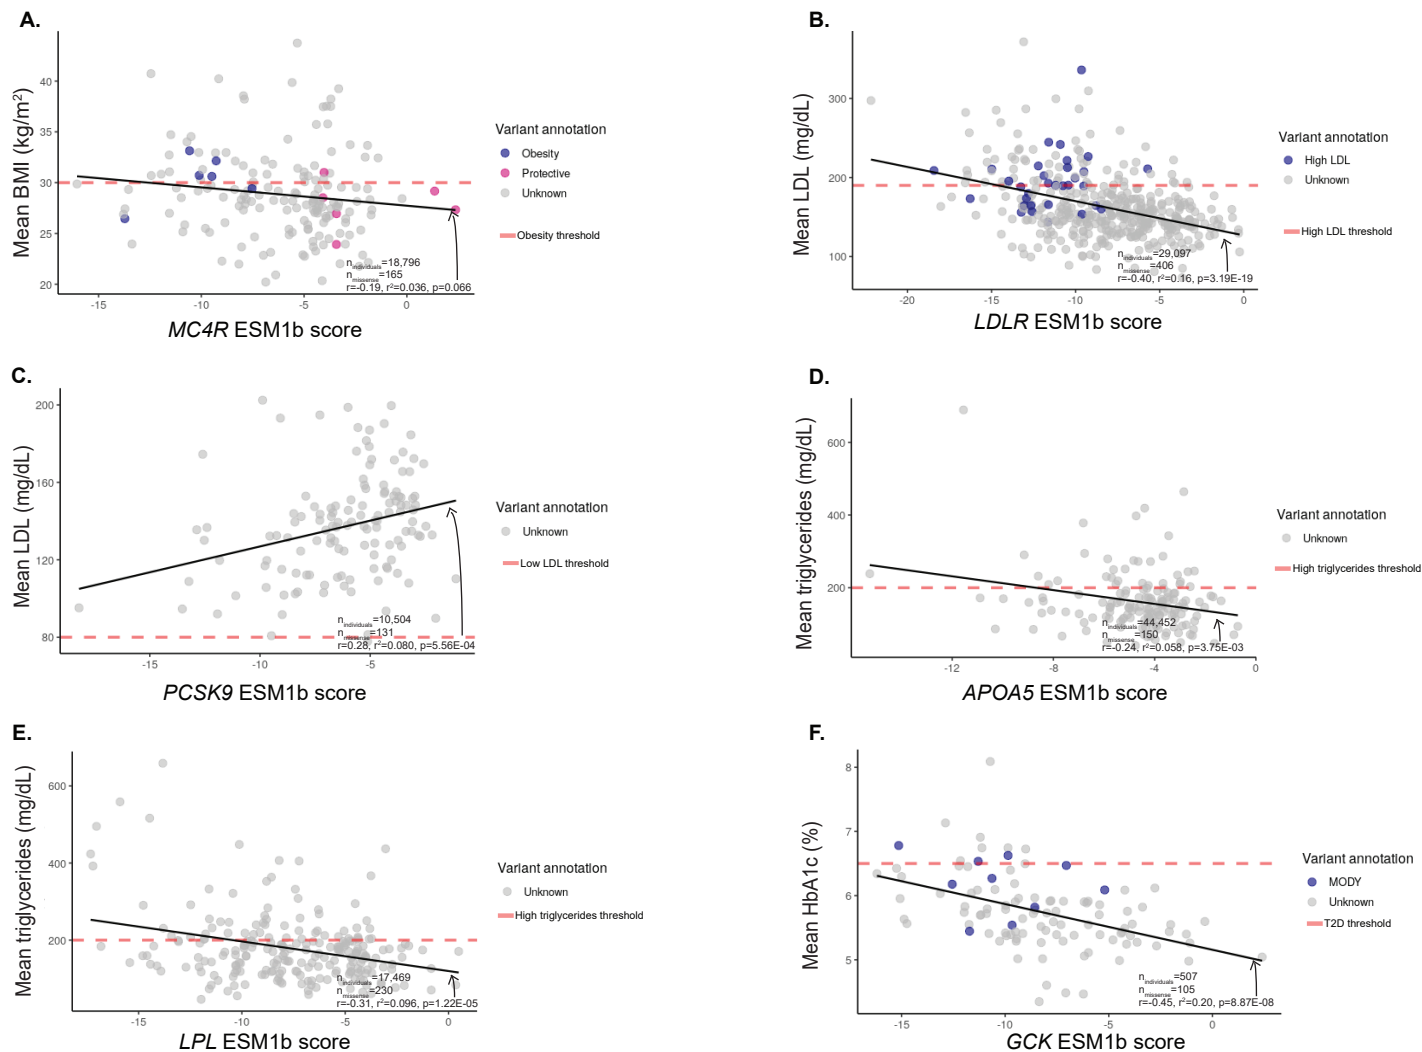 A.
Mean BMI (kg/m²)
40
35
30
25
20
-15 -10 -5 0
MC4R ESM1b score
n individuals=18,796
n missense=165
r=-0.19, r²=0.036, p=0.066
Variant annotation
Obesity
Protective
Unknown
Obesity threshold
B.
Mean LDL (mg/dL)
300
200
100
-20 -15 -10 -5 0
LDLR ESM1b score
n individuals=29,097
n missense=406
r=-0.40, r²=0.16, p=3.19E-19
Variant annotation
High LDL
Unknown
High LDL threshold
C.
Mean LDL (mg/dL)
200
160
120
80
-15 -10 -5
PCSK9 ESM1b score
n individuals=10,504
n missense=131
r=0.28, r²=0.080, p=5.56E-04
Variant annotation
Unknown
Low LDL threshold
D.
Mean triglycerides (mg/dL)
600
400
200
-12 -8 -4 0
APOA5 ESM1b score
n individuals=44,452
n missense=150
r=-0.24, r²=0.058, p=3.75E-03
Variant annotation
Unknown
High triglycerides threshold
E.
Mean triglycerides (mg/dL)
600
400
200
-15 -10 -5 0
LPL ESM1b score
n individuals=17,469
n missense=230
r=-0.31, r²=0.096, p=1.22E-05
Variant annotation
Unknown
High triglycerides threshold
F.
Mean HbA1c (%)
8
7
6
5
-15 -10 -5 0
GCK ESM1b score
n individuals=507
n missense=105
r=-0.45, r²=0.20, p=8.87E-08
Variant annotation
MODY
Unknown
T2D threshold